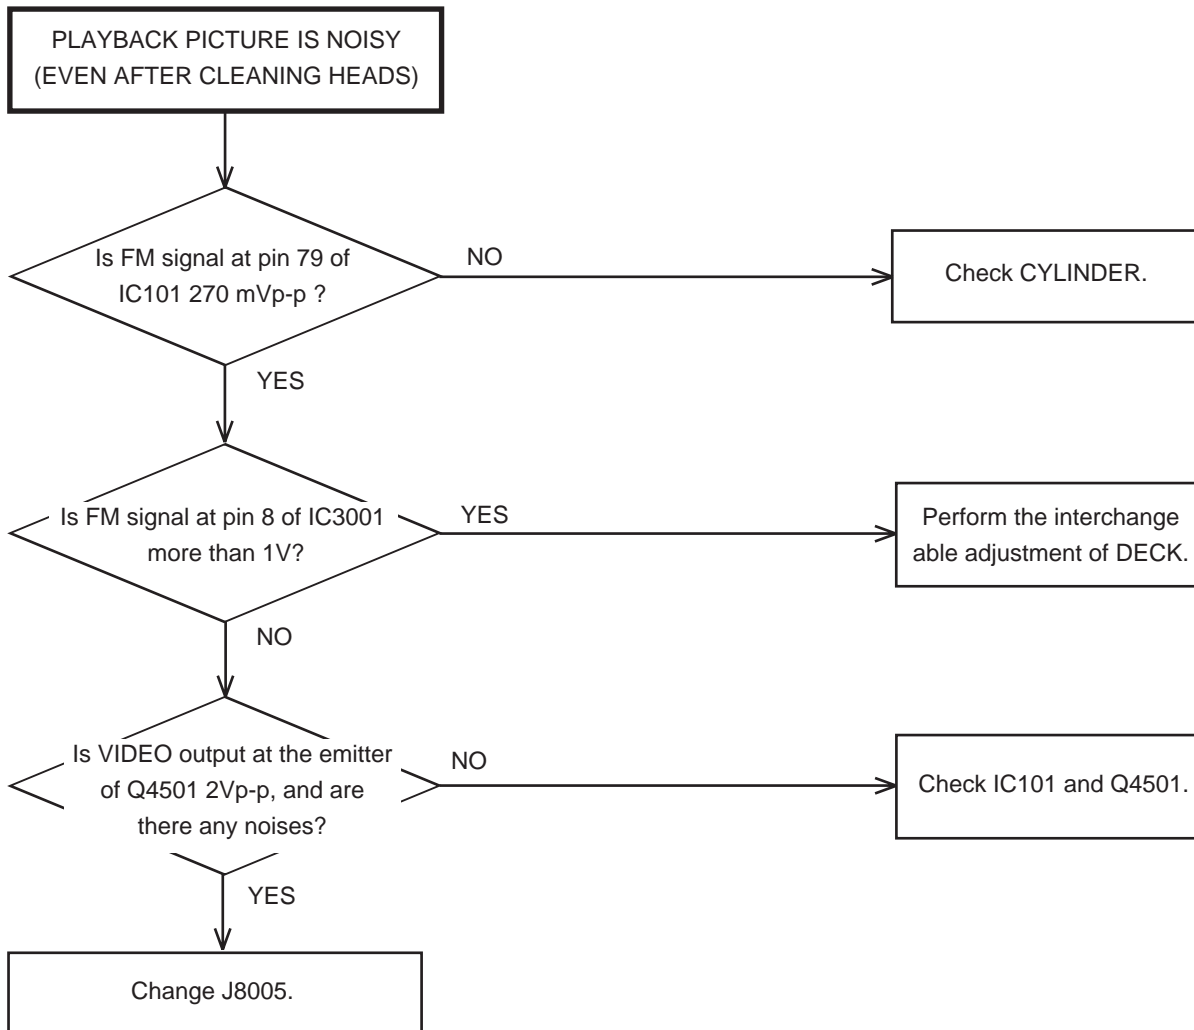 PLAYBACK PICTURE IS NOISY
(EVEN AFTER CLEANING HEADS)
Is FM signal at pin 79 of
IC101 270 mVp-p ?
NO
Check CYLINDER.
YES
Is FM signal at pin 8 of IC3001
more than 1V?
YES
Perform the interchange
able adjustment of DECK.
NO
Is VIDEO output at the emitter
of Q4501 2Vp-p, and are
there any noises?
NO
Check IC101 and Q4501.
YES
Change J8005.